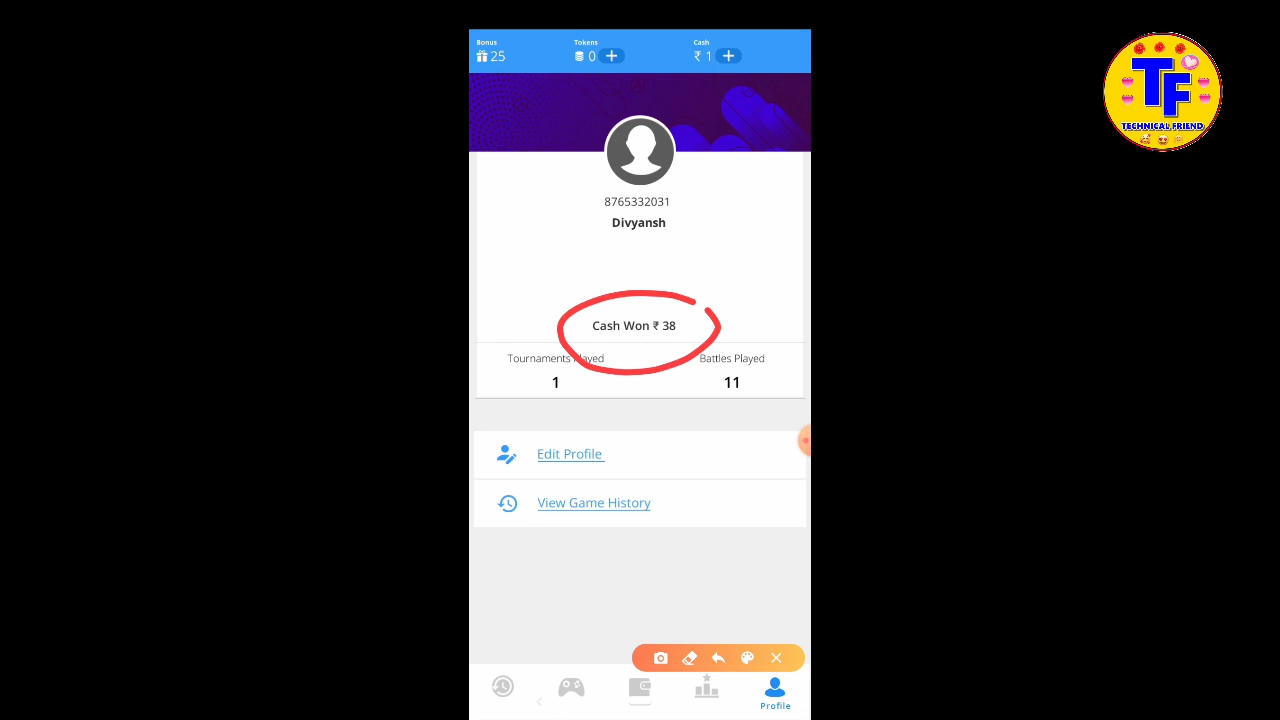 Bonus Tokens Cash
25 0 + ₹ 1 +
TF
TECHNICAL FRIEND
8765332031
Divyansh
Cash Won ₹ 38
Tournaments Played Battles Played
1 11
Edit Profile
View Game History
Profile